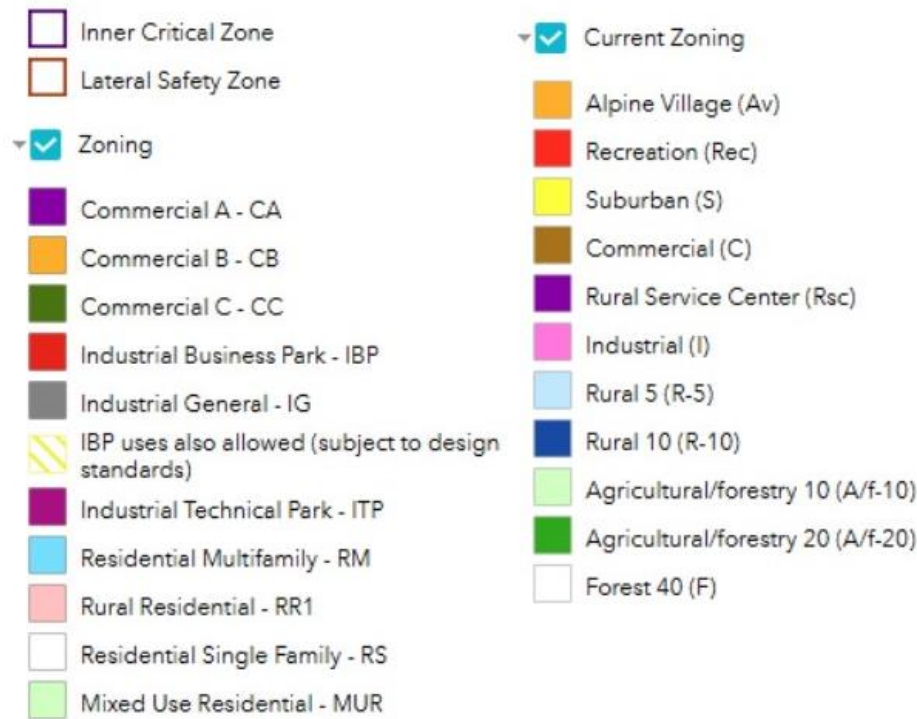 Inner Critical Zone
Lateral Safety Zone
Zoning
Commercial A - CA
Commercial B - CB
Commercial C - CC
Industrial Business Park - IBP
Industrial General - IG
IBP uses also allowed (subject to design
standards)
Industrial Technical Park - ITP
Residential Multifamily - RM
Rural Residential - RR1
Residential Single Family - RS
Mixed Use Residential - MUR
Current Zoning
Alpine Village (Av)
Recreation (Rec)
Suburban (S)
Commercial (C)
Rural Service Center (Rsc)
Industrial (I)
Rural 5 (R-5)
Rural 10 (R-10)
Agricultural/forestry 10 (A/f-10)
Agricultural/forestry 20 (A/f-20)
Forest 40 (F)